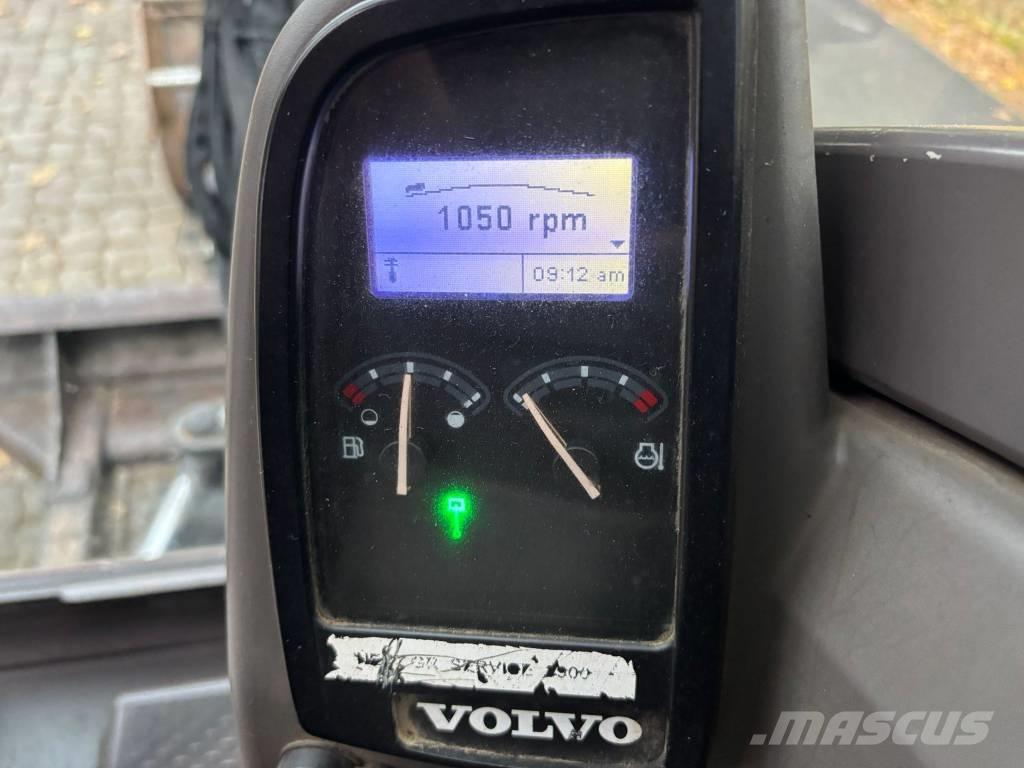 1050 rpm
09:12 am
SERVICE
VOLVO
MASCUS